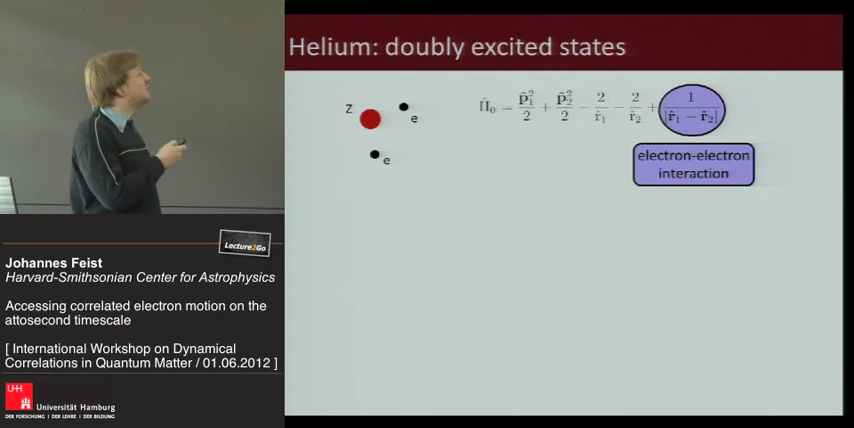 Helium: doubly excited states
Z
e
e
Ĥ₀ = p̂₁²/2 + p̂₂²/2 − 2/r̂₁ − 2/r̂₂ + 1/|r̂₁ − r̂₂|
electron-electron
interaction
Lecture2Go
Johannes Feist
Harvard-Smithsonian Center for Astrophysics
Accessing correlated electron motion on the
attosecond timescale
[ International Workshop on Dynamical
Correlations in Quantum Matter / 01.06.2012 ]
UH
Universität Hamburg
DER FORSCHUNG | DER LEHRE | DER BILDUNG